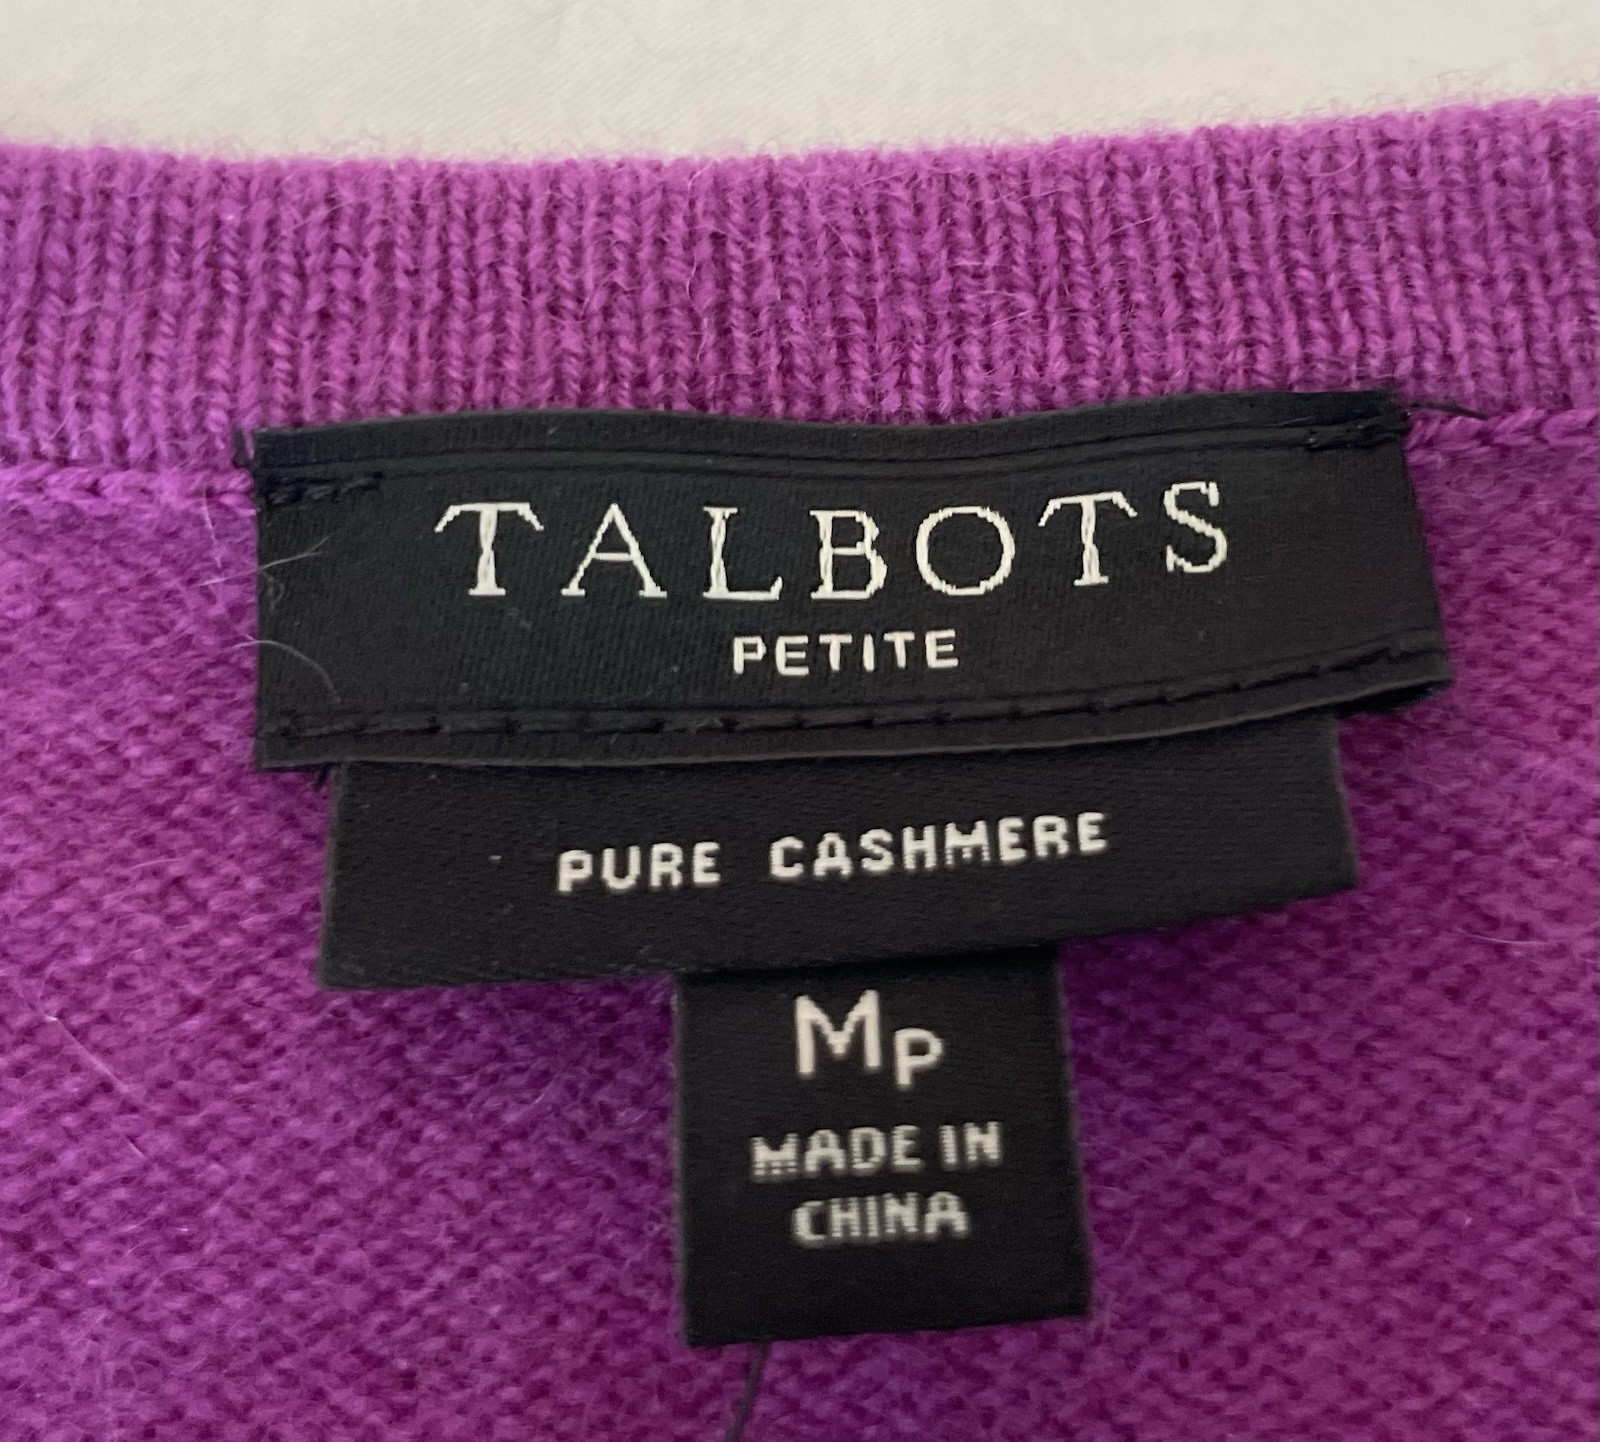 TALBOTS
PETITE
PURE CASHMERE
MP
MADE IN
CHINA